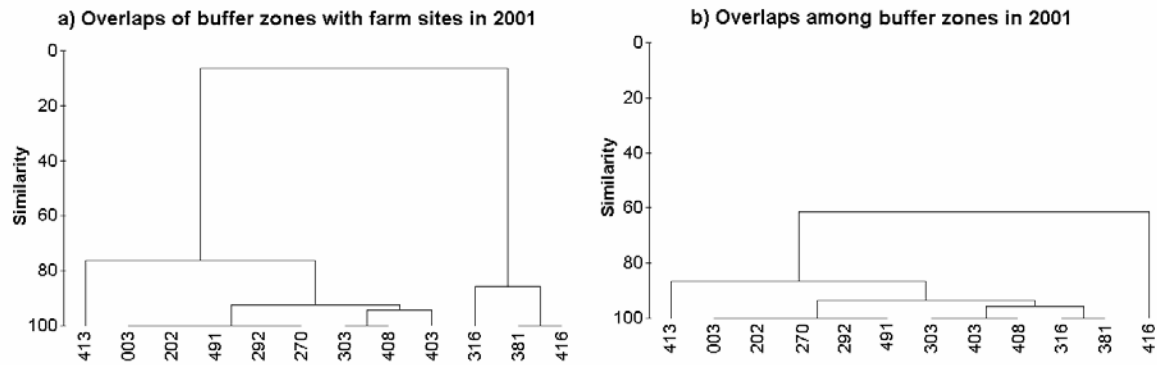 a) Overlaps of buffer zones with farm sites in 2001
Similarity
0
20
40
60
80
100
413 003 202 491 292 270 303 408 403 316 381 416
b) Overlaps among buffer zones in 2001
Similarity
0
20
40
60
80
100
413 003 202 270 292 491 303 403 408 316 381 416